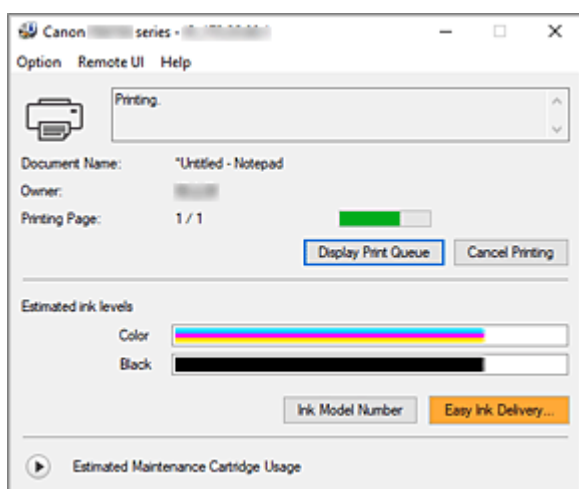 Canon series -
Option Remote UI Help
Printing.
Document Name: "Untitled - Notepad
Owner:
Printing Page: 1 / 1
Display Print Queue Cancel Printing
Estimated ink levels
Color
Black
Ink Model Number Easy Ink Delivery...
Estimated Maintenance Cartridge Usage